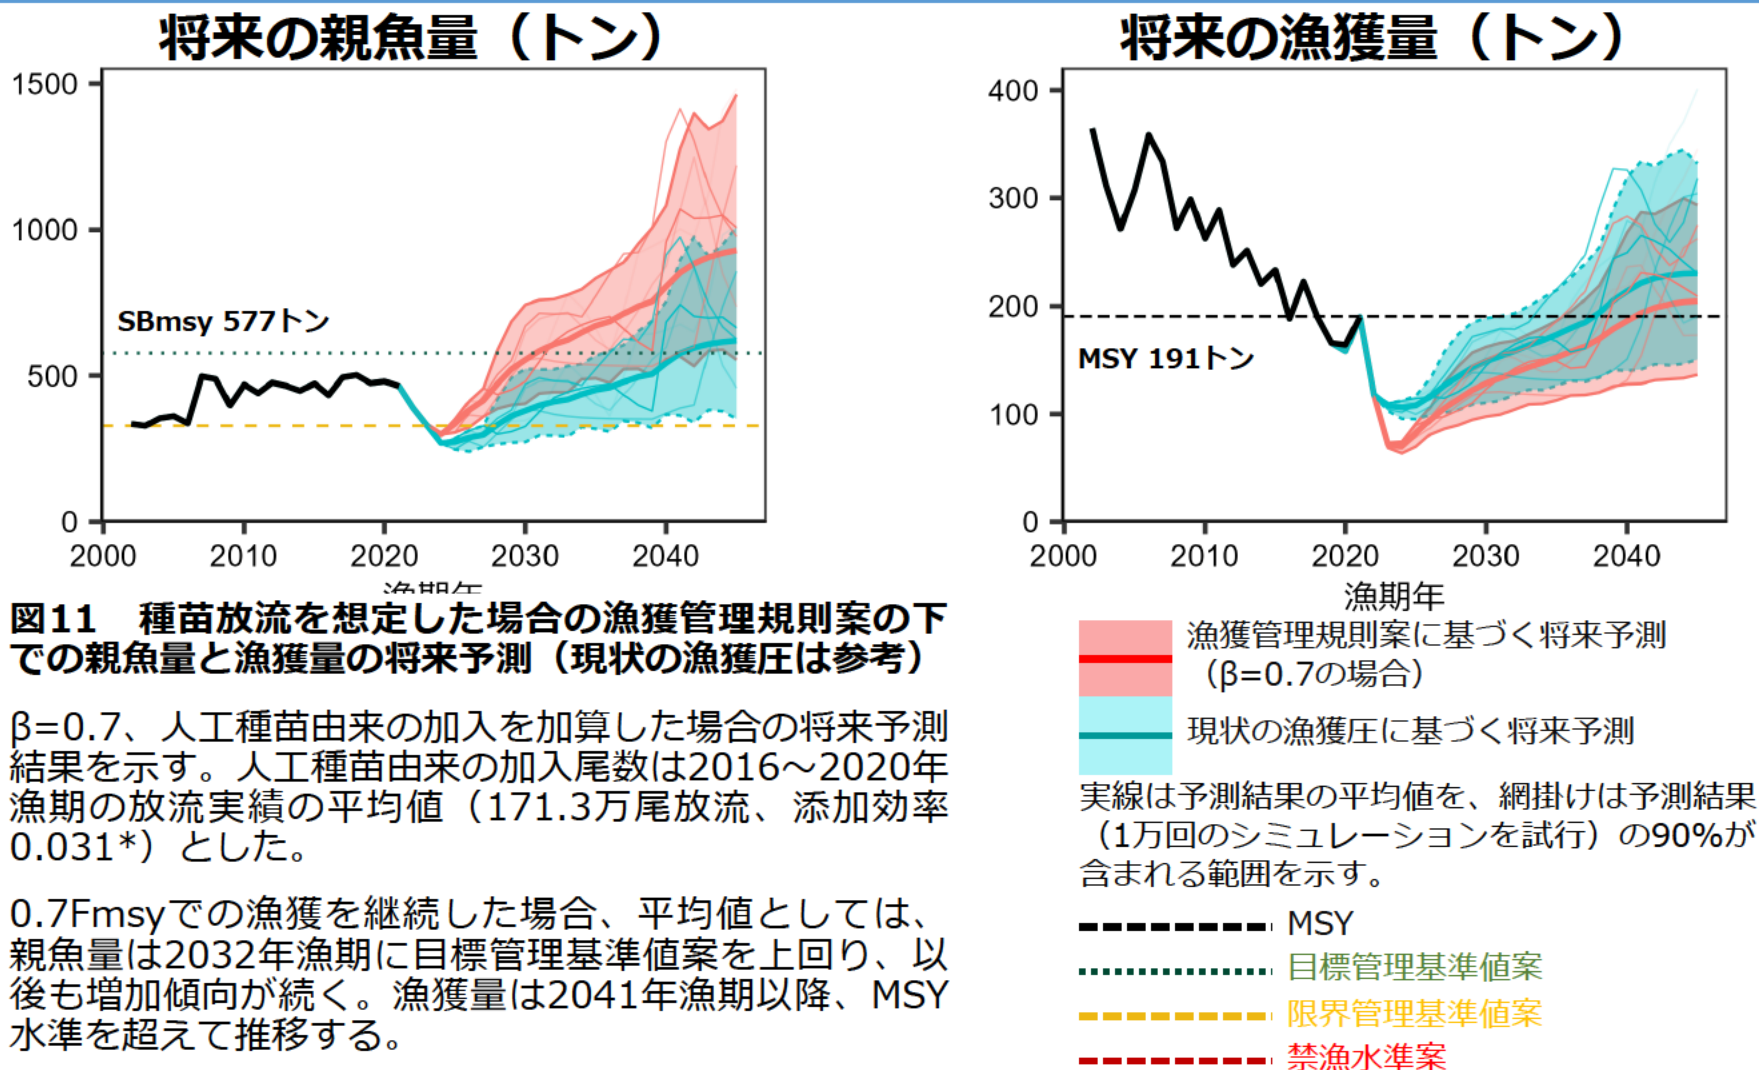 将来の親魚量（トン）
1500
1000
500
0
SBmsy 577トン
2000 2010 2020 2030 2040
漁期年
将来の漁獲量（トン）
400
300
200
100
0
MSY 191トン
2000 2010 2020 2030 2040
漁期年
図11　種苗放流を想定した場合の漁獲管理規則案の下
での親魚量と漁獲量の将来予測（現状の漁獲圧は参考）
β=0.7、人工種苗由来の加入を加算した場合の将来予測
結果を示す。人工種苗由来の加入尾数は2016～2020年
漁期の放流実績の平均値（171.3万尾放流、添加効率
0.031*）とした。
0.7Fmsyでの漁獲を継続した場合、平均値としては、
親魚量は2032年漁期に目標管理基準値案を上回り、以
後も増加傾向が続く。漁獲量は2041年漁期以降、MSY
水準を超えて推移する。
漁獲管理規則案に基づく将来予測
（β=0.7の場合）
現状の漁獲圧に基づく将来予測
実線は予測結果の平均値を、網掛けは予測結果
（1万回のシミュレーションを試行）の90%が
含まれる範囲を示す。
MSY
目標管理基準値案
限界管理基準値案
禁漁水準案